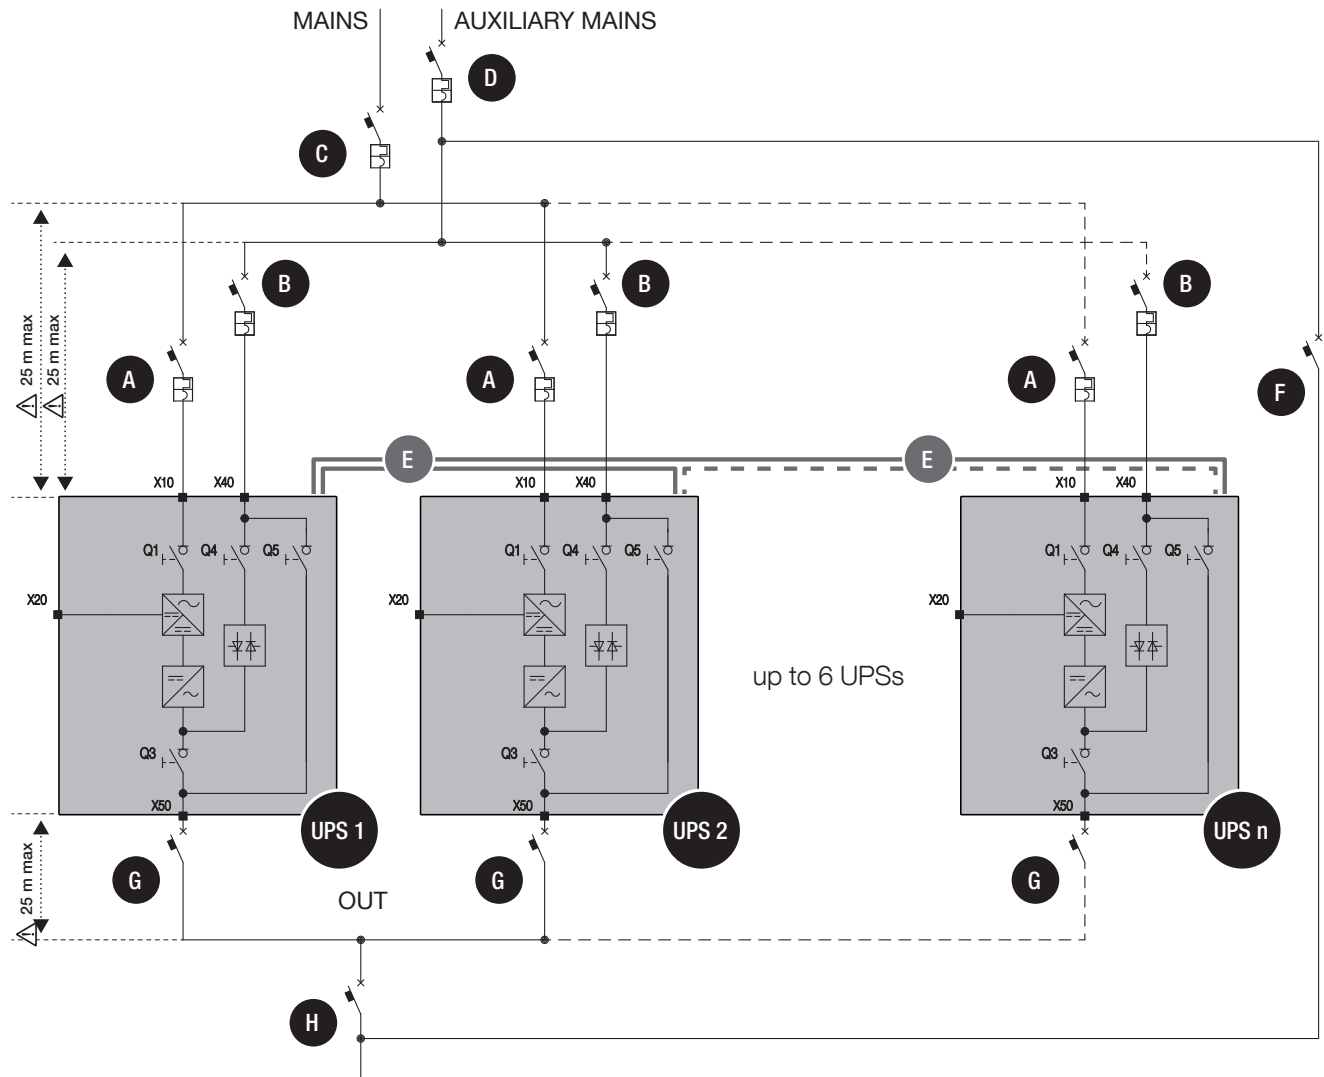 MAINS
AUXILIARY MAINS
D
C
B
B
B
25 m max
25 m max
A
A
A
F
E
E
X10
X40
X10
X40
X10
X40
Q1
Q4
Q5
Q1
Q4
Q5
Q1
Q4
Q5
X20
X20
X20
up to 6 UPSs
Q3
Q3
Q3
X50
X50
X50
UPS 1
UPS 2
UPS n
25 m max
G
G
G
OUT
H